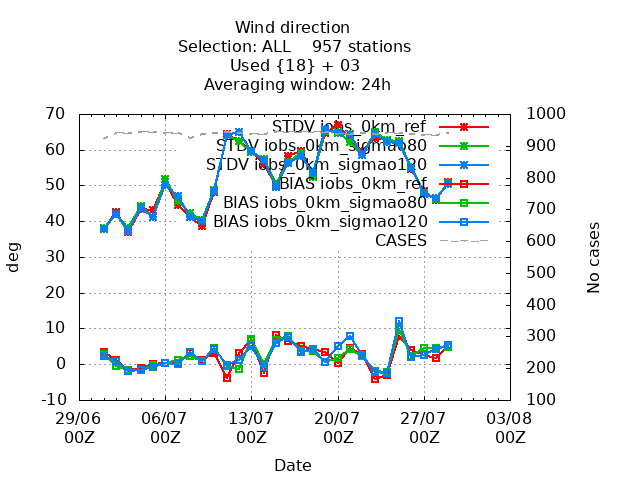 Wind direction
Selection: ALL    957 stations
Used {18} + 03
Averaging window: 24h
70
60
50
40
30
20
10
0
-10
deg
1000
900
800
700
600
500
400
300
200
100
No cases
STDV iobs_0km_ref
STDV iobs_0km_sigmao80
STDV iobs_0km_sigmao120
BIAS iobs_0km_ref
BIAS iobs_0km_sigmao80
BIAS iobs_0km_sigmao120
CASES
29/06 06/07 13/07 20/07 27/07 03/08
00Z 00Z 00Z 00Z 00Z 00Z
Date